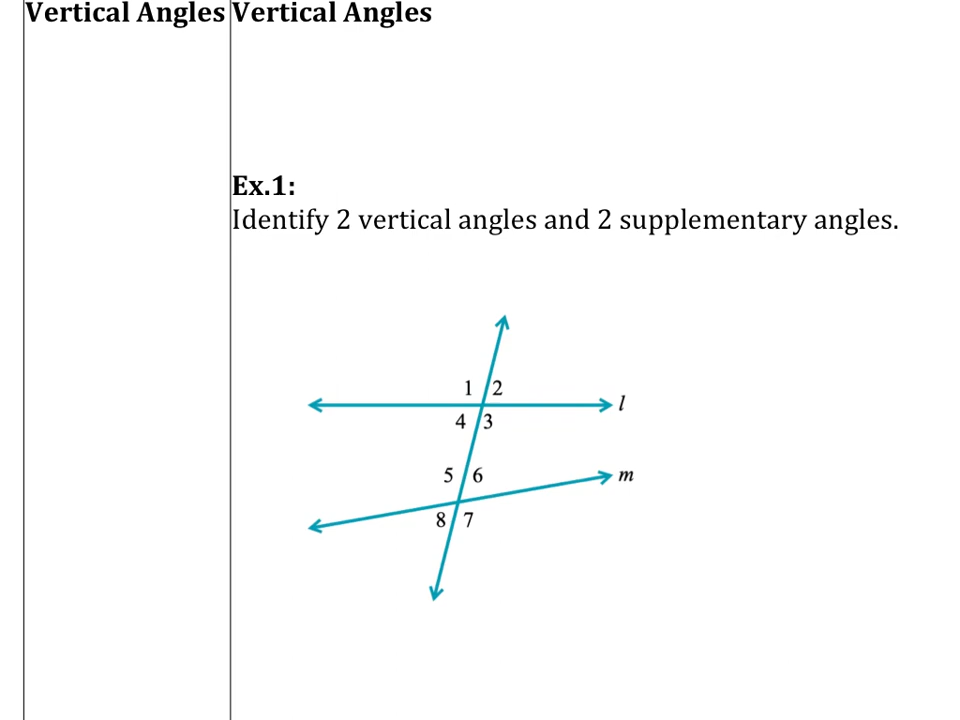 Vertical Angles
Vertical Angles
Ex.1:
Identify 2 vertical angles and 2 supplementary angles.
1 2
l
4 3
5 6
m
8 7